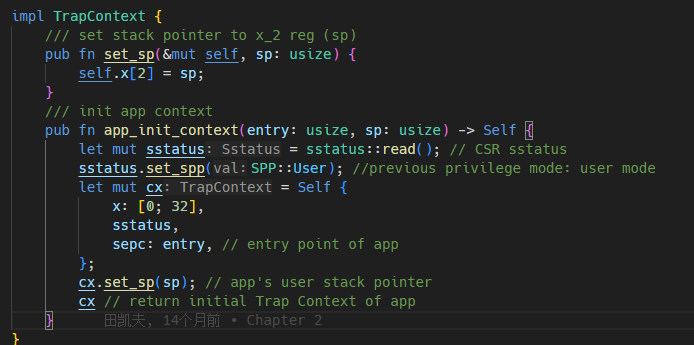 impl TrapContext {
/// set stack pointer to x_2 reg (sp)
pub fn set_sp(&mut self, sp: usize) {
self.x[2] = sp;
}
/// init app context
pub fn app_init_context(entry: usize, sp: usize) -> Self {
let mut sstatus: Sstatus = sstatus::read(); // CSR sstatus
sstatus.set_spp(val:SPP::User); //previous privilege mode: user mode
let mut cx: TrapContext = Self {
x: [0; 32],
sstatus,
sepc: entry, // entry point of app
};
cx.set_sp(sp); // app's user stack pointer
cx // return initial Trap Context of app
} 田凯夫, 14个月前 • Chapter 2
}